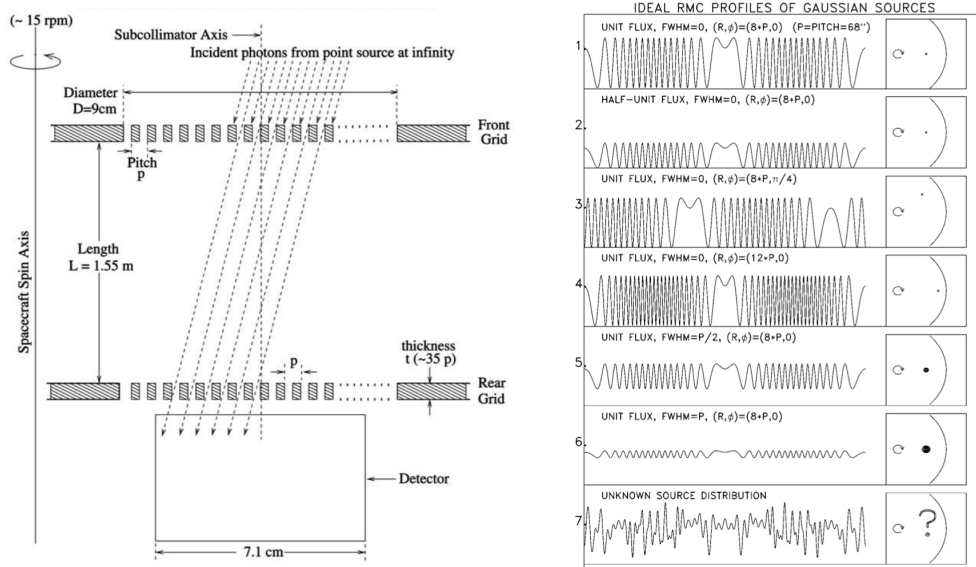 (~ 15 rpm)
Subcollimator Axis
Incident photons from point source at infinity
Diameter
D=9cm
Front
Grid
Pitch
p
Length
L = 1.55 m
Spacecraft Spin Axis
thickness
t (~35 p)
p
Rear
Grid
Detector
7.1 cm
IDEAL RMC PROFILES OF GAUSSIAN SOURCES
UNIT FLUX, FWHM=0, (R,ϕ)=(8*P,0) (P=PITCH=68")
1.
HALF-UNIT FLUX, FWHM=0, (R,ϕ)=(8*P,0)
2.
UNIT FLUX, FWHM=0, (R,ϕ)=(8*P,π/4)
3.
UNIT FLUX, FWHM=0, (R,ϕ)=(12*P,0)
4.
UNIT FLUX, FWHM=P/2, (R,ϕ)=(8*P,0)
5.
UNIT FLUX, FWHM=P, (R,ϕ)=(8*P,0)
6.
UNKNOWN SOURCE DISTRIBUTION
7.
?